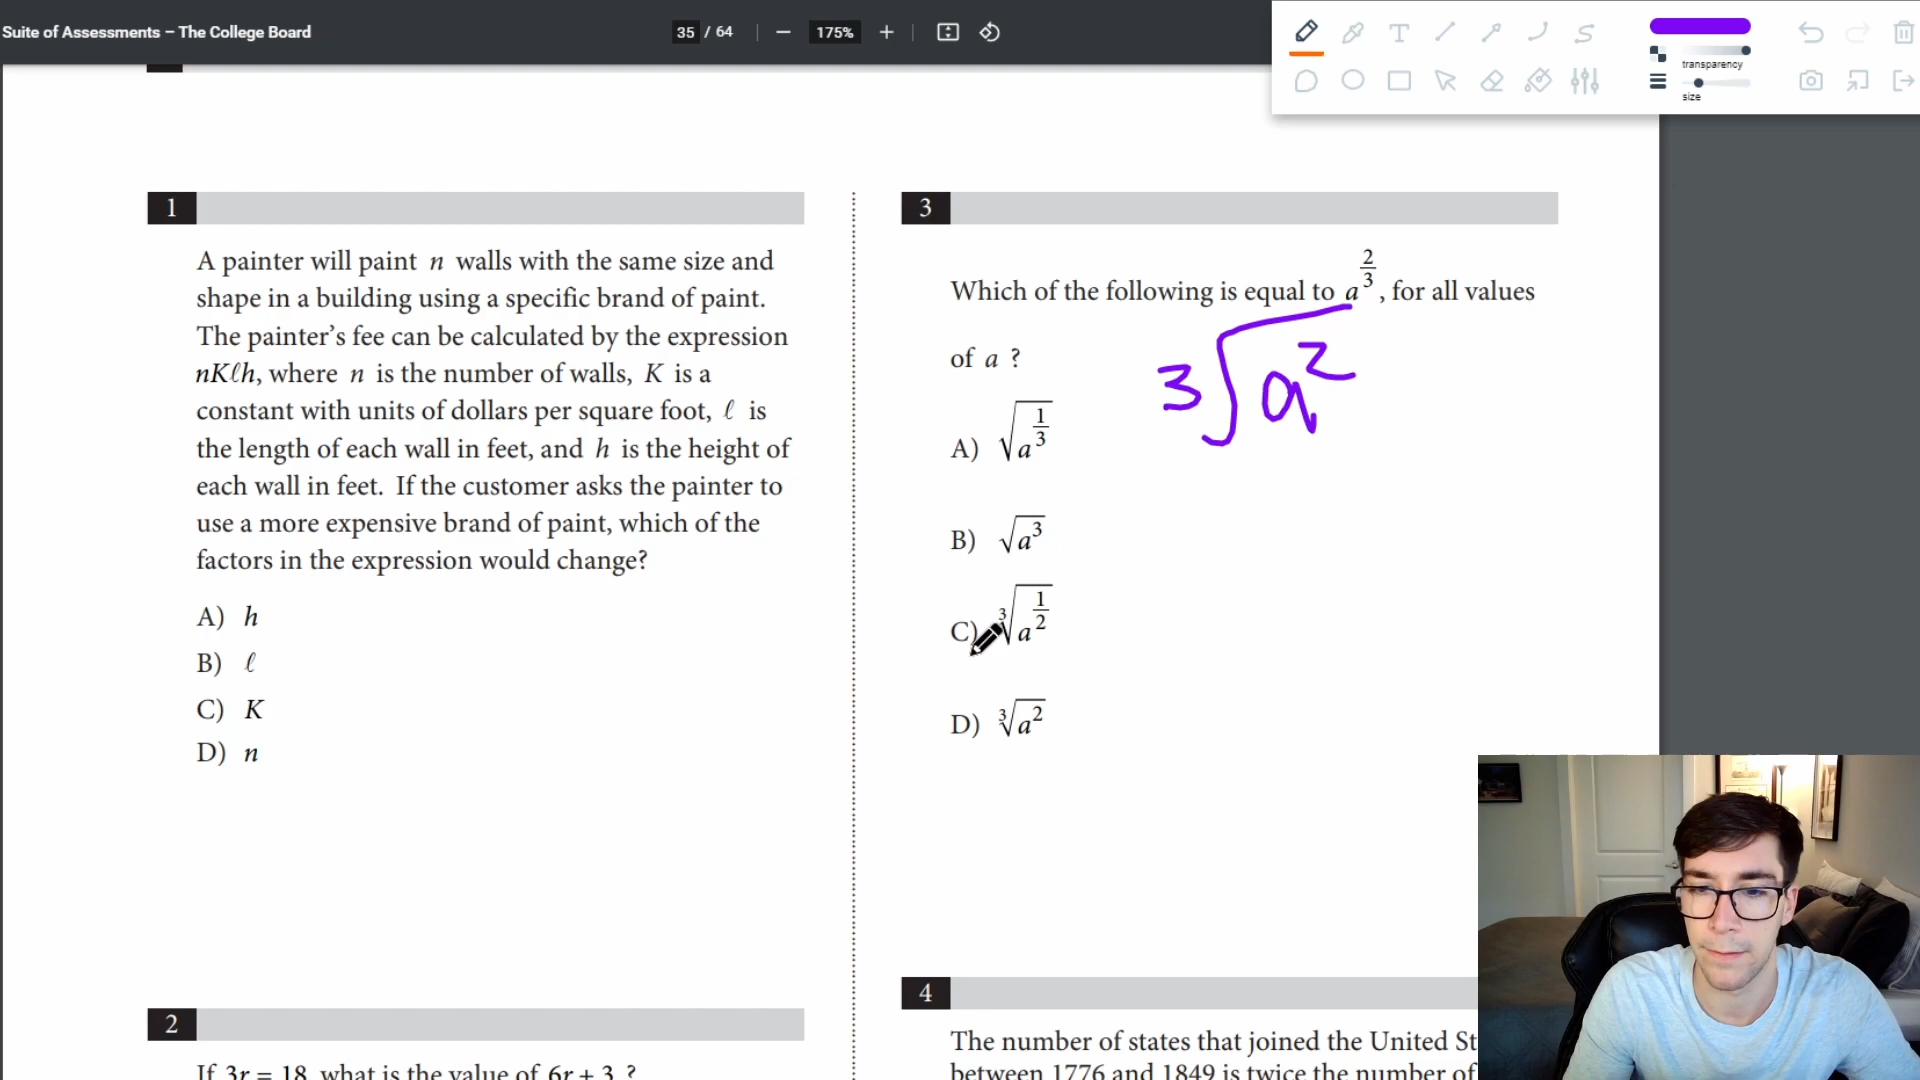 Suite of Assessments – The College Board
35 / 64
175%
transparency
size
1
A painter will paint n walls with the same size and
shape in a building using a specific brand of paint.
The painter's fee can be calculated by the expression
nKℓh, where n is the number of walls, K is a
constant with units of dollars per square foot, ℓ is
the length of each wall in feet, and h is the height of
each wall in feet. If the customer asks the painter to
use a more expensive brand of paint, which of the
factors in the expression would change?
A) h
B) ℓ
C) K
D) n
2
If 3r = 18, what is the value of 6r + 3 ?
3
Which of the following is equal to a^(2/3), for all values
of a ?
3√a²
A) √(a^(1/3))
B) √a³
C) ³√(a^(1/2))
D) ³√a²
4
The number of states that joined the United St
between 1776 and 1849 is twice the number of